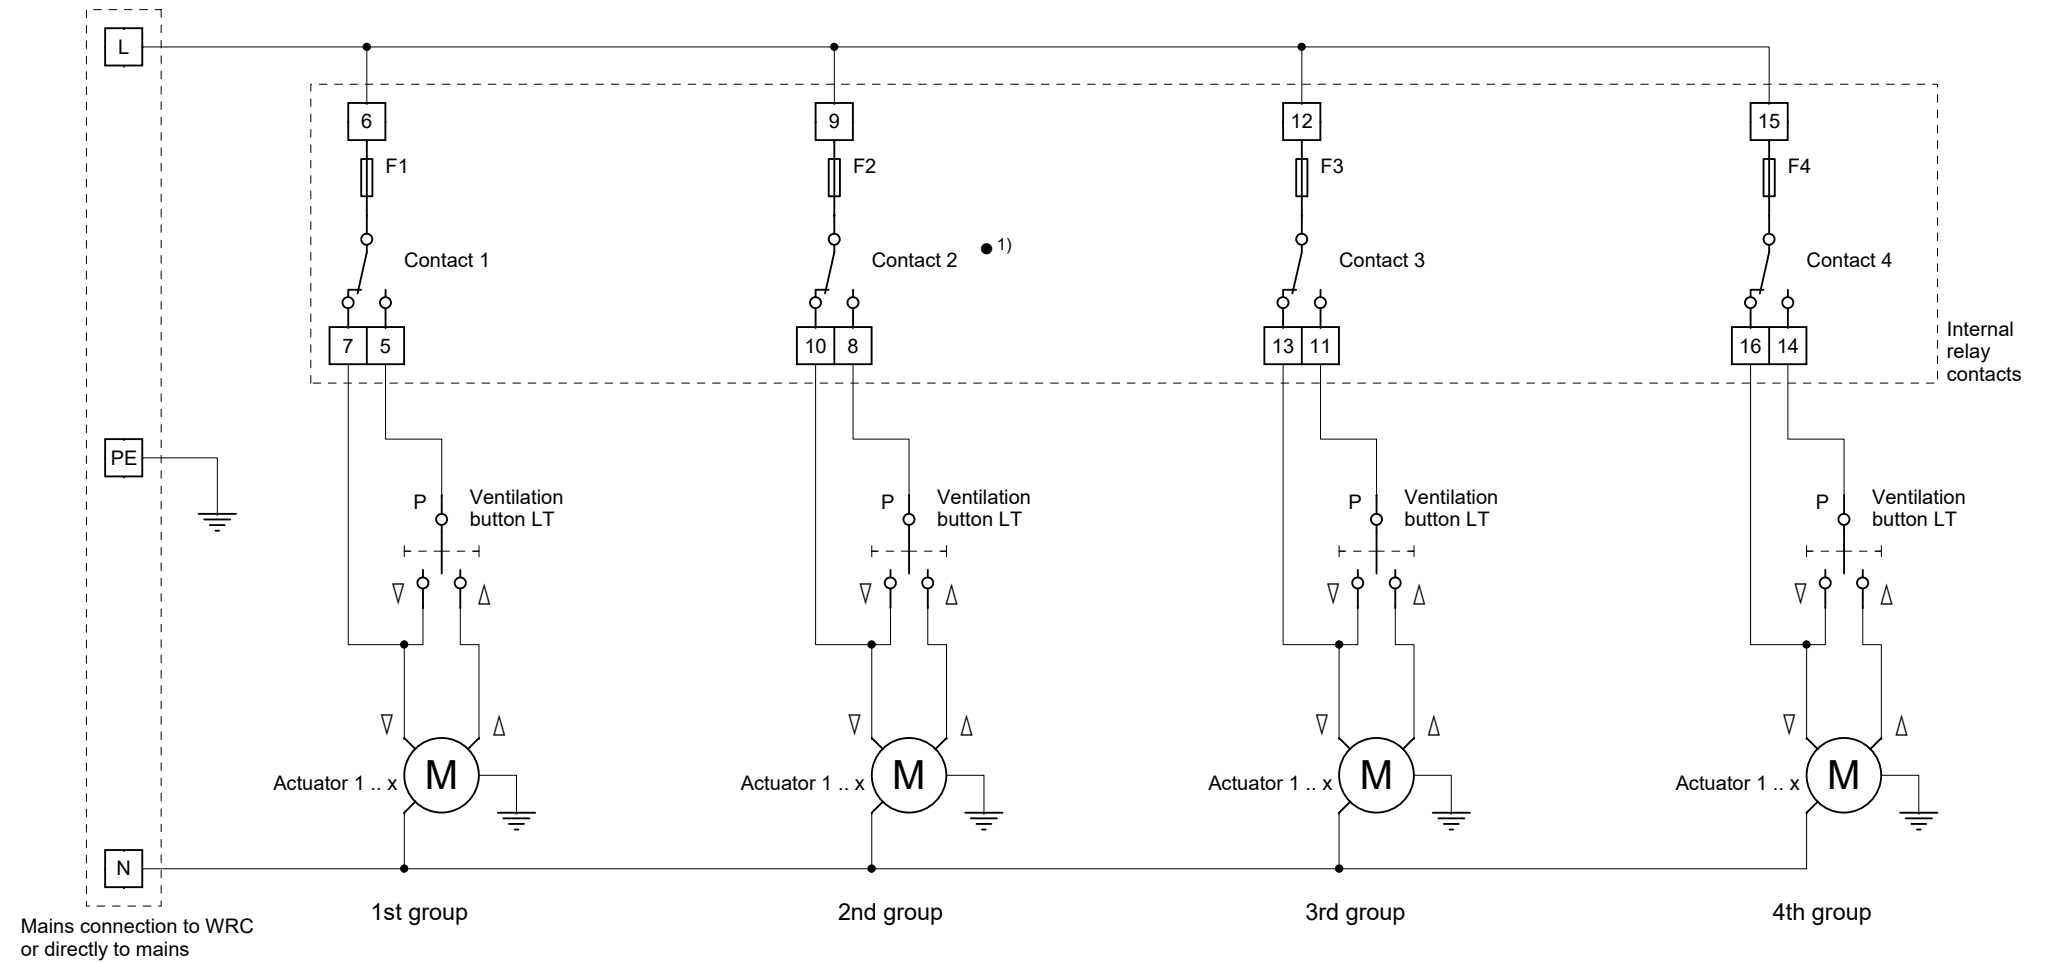 L
6
9
12
15
F1
F2
F3
F4
Contact 1
Contact 2
● 1)
Contact 3
Contact 4
7 5
10 8
13 11
16 14
Internal
relay
contacts
PE
P
Ventilation
button LT
P
Ventilation
button LT
P
Ventilation
button LT
P
Ventilation
button LT
M
M
M
M
Actuator 1 .. x
Actuator 1 .. x
Actuator 1 .. x
Actuator 1 .. x
N
1st group
2nd group
3rd group
4th group
Mains connection to WRC
or directly to mains